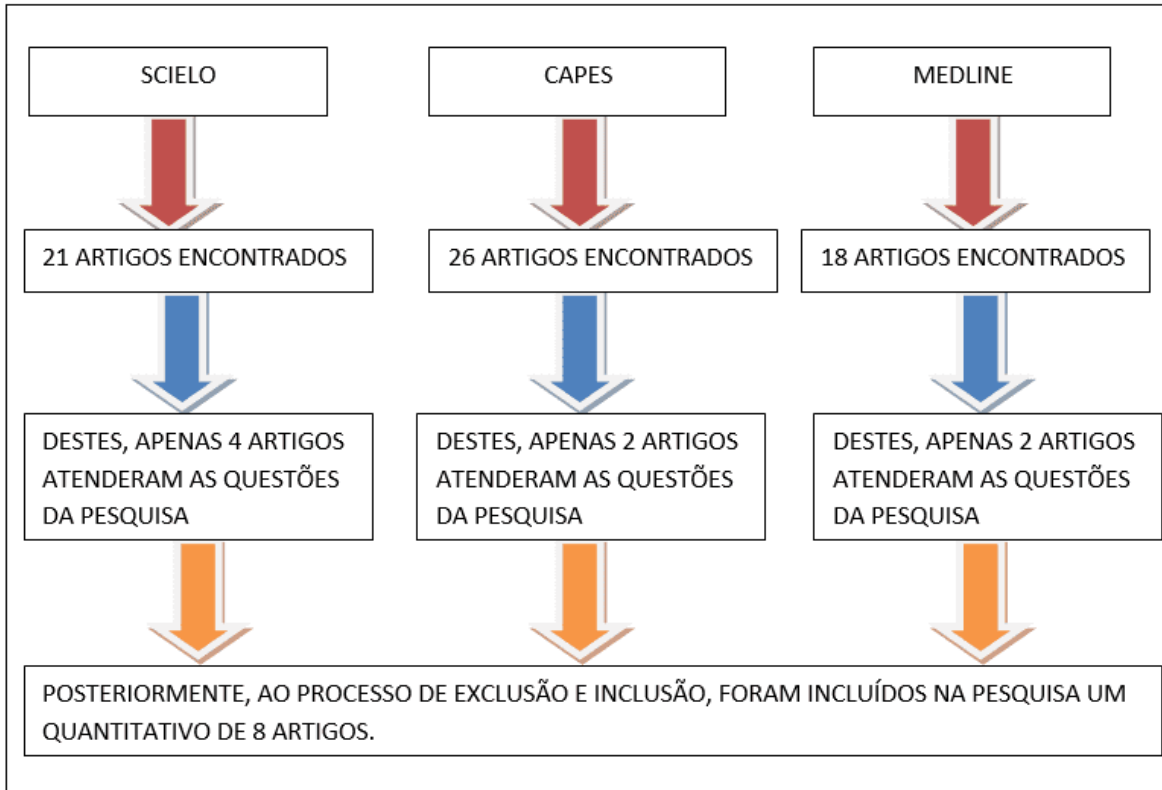 SCIELO
CAPES
MEDLINE
21 ARTIGOS ENCONTRADOS
26 ARTIGOS ENCONTRADOS
18 ARTIGOS ENCONTRADOS
DESTES, APENAS 4 ARTIGOS
ATENDERAM AS QUESTÕES
DA PESQUISA
DESTES, APENAS 2 ARTIGOS
ATENDERAM AS QUESTÕES
DA PESQUISA
DESTES, APENAS 2 ARTIGOS
ATENDERAM AS QUESTÕES
DA PESQUISA
POSTERIORMENTE, AO PROCESSO DE EXCLUSÃO E INCLUSÃO, FORAM INCLUÍDOS NA PESQUISA UM
QUANTITATIVO DE 8 ARTIGOS.